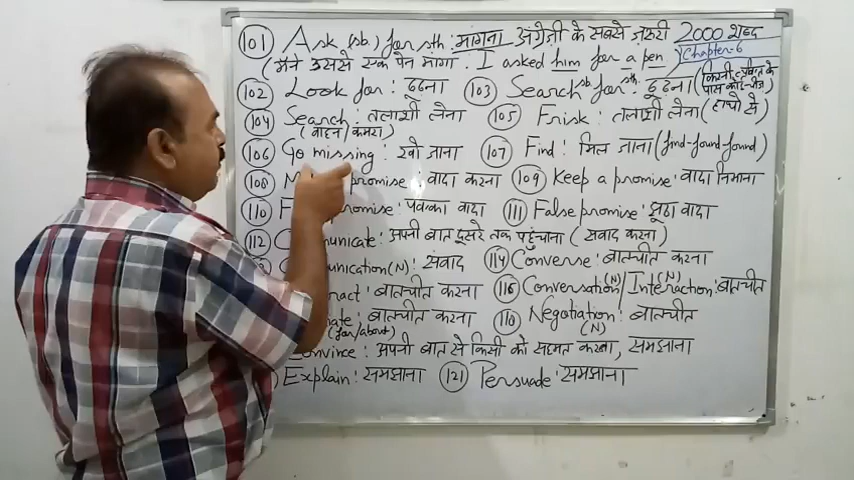 (101) Ask (sb.) for sth: मांगना अंग्रेज़ी के सबसे ज़रूरी 2000 शब्द
(मैंने उससे एक पेन मांगा. I asked him for a pen.) Chapter-6
(102) Look for: ढूंढना (103) Search sb for sth: ढूंढना (किसी के पास कोई चीज)
(104) Search: तलाशी लेना (105) Frisk: तलाशी लेना (हाथों से)
(वाहन/कमरा)
(106) Go missing: खो जाना (107) Find: मिल जाना (find-found-found)
(108) promise: वादा करना (109) Keep a promise: वादा निभाना
(110) F promise: पक्का वादा (111) False promise: झूठा वादा
(112) C municate: अपनी बात दूसरे तक पहुंचाना (संवाद करना)
unication (N): संवाद (114) Converse: बातचीत करना
ract: बातचीत करना (116) Conversation (N)/Interaction (N): बातचीत
ate: बातचीत करना (118) Negotiation: बातचीत
(for/about) (N)
Convince: अपनी बात से किसी को सहमत करना, समझाना
Explain: समझाना (121) Persuade: समझाना